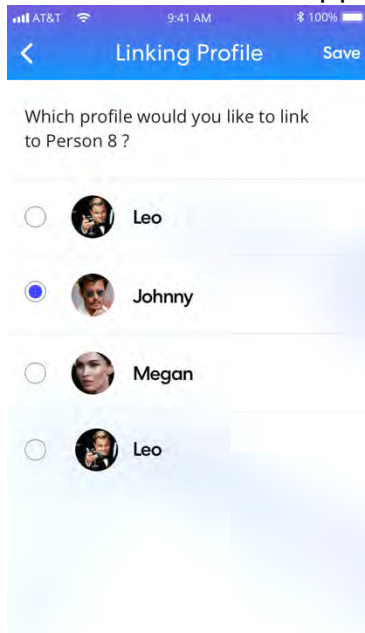 AT&T 9:41 AM 100%
Linking Profile Save
Which profile would you like to link
to Person 8 ?
Leo
Johnny
Megan
Leo